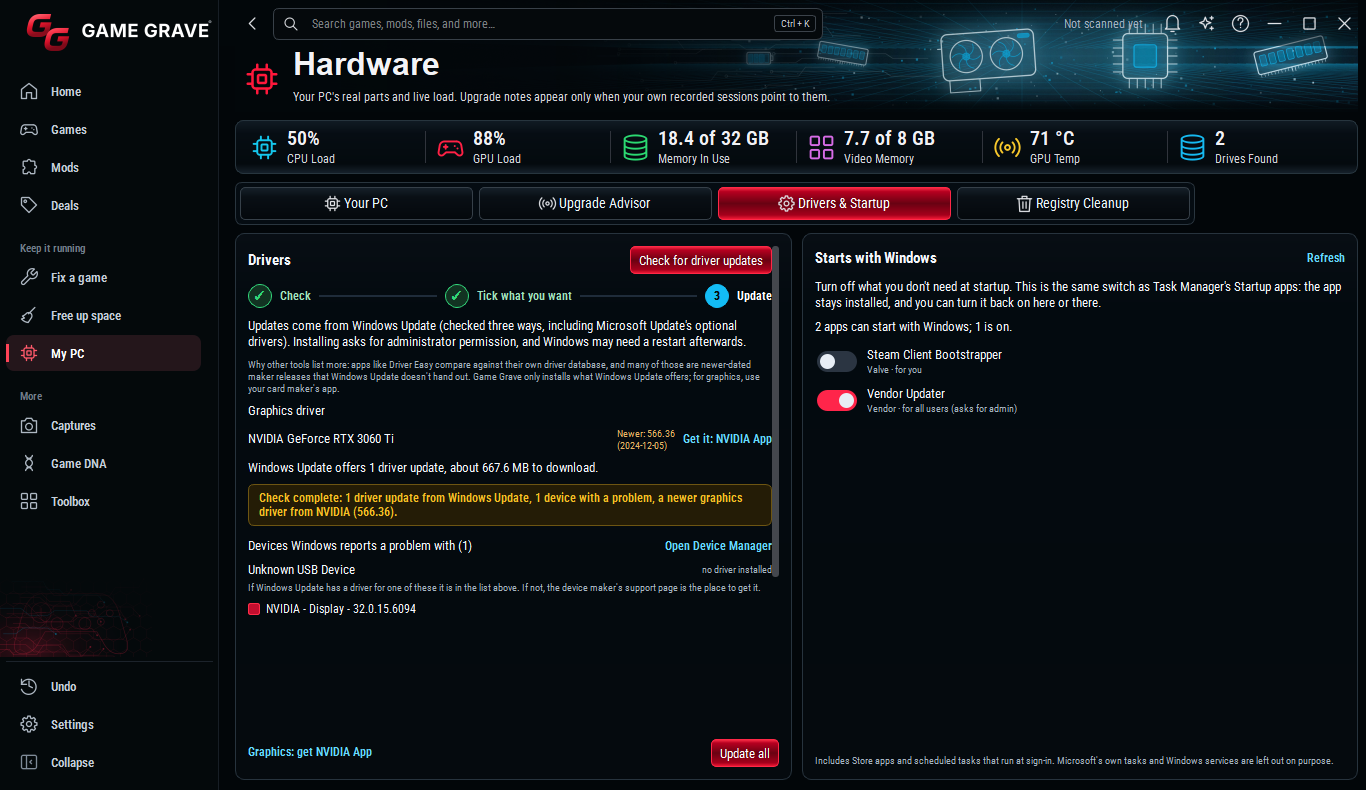 GAME GRAVE
Search games, mods, files, and more...
Ctrl + K
Not scanned yet
Hardware
Your PC's real parts and live load. Upgrade notes appear only when your own recorded sessions point to them.
Home
Games
Mods
Deals
Keep it running
Fix a game
Free up space
My PC
More
Captures
Game DNA
Toolbox
Undo
Settings
Collapse
50%
CPU Load
88%
GPU Load
18.4 of 32 GB
Memory In Use
7.7 of 8 GB
Video Memory
71 °C
GPU Temp
2
Drives Found
Your PC
Upgrade Advisor
Drivers & Startup
Registry Cleanup
Drivers
Check for driver updates
Check
Tick what you want
3
Update
Updates come from Windows Update (checked three ways, including Microsoft Update's optional
drivers). Installing asks for administrator permission, and Windows may need a restart afterwards.
Why other tools list more: apps like Driver Easy compare against their own driver database, and many of those are newer-dated
maker releases that Windows Update doesn't hand out. Game Grave only installs what Windows Update offers; for graphics, use
your card maker's app.
Graphics driver
NVIDIA GeForce RTX 3060 Ti
Newer: 566.36
(2024-12-05)
Get it: NVIDIA App
Windows Update offers 1 driver update, about 667.6 MB to download.
Check complete: 1 driver update from Windows Update, 1 device with a problem, a newer graphics
driver from NVIDIA (566.36).
Devices Windows reports a problem with (1)
Open Device Manager
Unknown USB Device
no driver installed
If Windows Update has a driver for one of these it is in the list above. If not, the device maker's support page is the place to get it.
NVIDIA - Display - 32.0.15.6094
Graphics: get NVIDIA App
Update all
Starts with Windows
Refresh
Turn off what you don't need at startup. This is the same switch as Task Manager's Startup apps: the app
stays installed, and you can turn it back on here or there.
2 apps can start with Windows; 1 is on.
Steam Client Bootstrapper
Valve · for you
Vendor Updater
Vendor · for all users (asks for admin)
Includes Store apps and scheduled tasks that run at sign-in. Microsoft's own tasks and Windows services are left out on purpose.